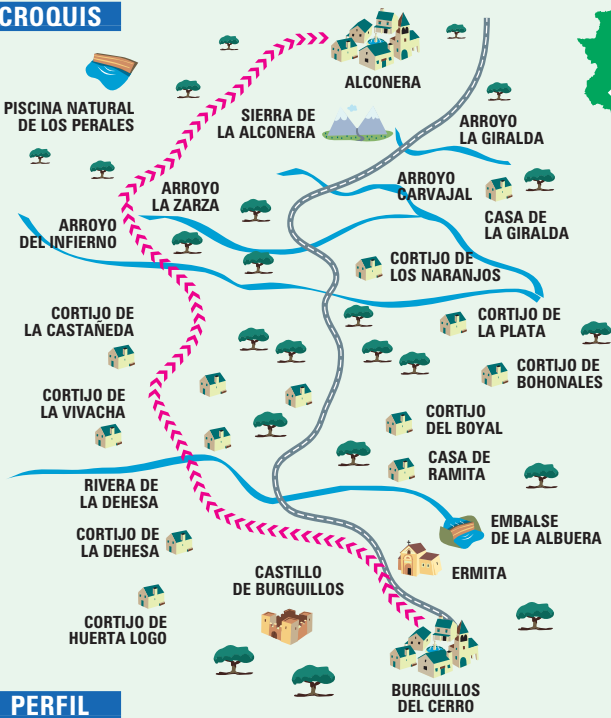 CROQUIS
ALCONERA
PISCINA NATURAL
DE LOS PERALES
SIERRA DE
LA ALCONERA
ARROYO
LA GIRALDA
ARROYO
LA ZARZA
ARROYO
CARVAJAL
CASA DE
LA GIRALDA
ARROYO
DEL INFIERNO
CORTIJO DE
LOS NARANJOS
CORTIJO DE
LA CASTAÑEDA
CORTIJO DE
LA PLATA
CORTIJO DE
BOHONALES
CORTIJO DE
LA VIVACHA
CORTIJO
DEL BOYAL
CASA DE
RAMITA
RIVERA DE
LA DEHESA
EMBALSE
DE LA ALBUERA
CORTIJO DE
LA DEHESA
ERMITA
CASTILLO
DE BURGUILLOS
CORTIJO DE
HUERTA LOGO
BURGUILLOS
DEL CERRO
PERFIL